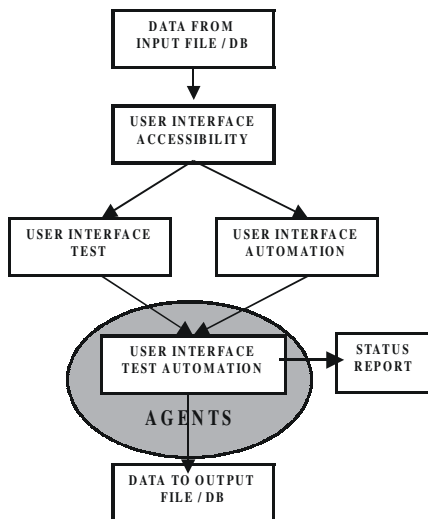 DATA FROM
INPUT FILE / DB
USER INTERFACE
ACCESSIBILITY
USER INTERFACE
TEST
USER INTERFACE
AUTOMATION
USER INTERFACE
TEST AUTOMATION
STATUS
REPORT
AGENTS
DATA TO OUTPUT
FILE / DB